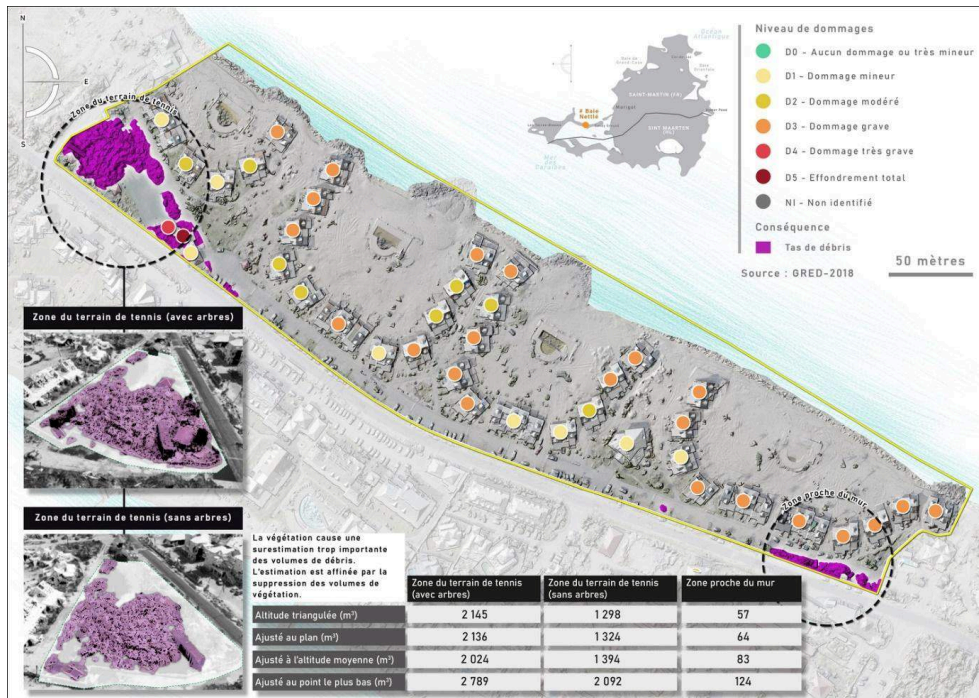 N
E
S
Zone du terrain de tennis
Océan
Atlantique
SAINT-MARTIN (FR)
Marigot
Baie
Nettlé
SINT MAARTEN
(NL)
Mer
des
Caraïbes
Niveau de dommages
D0 - Aucun dommage ou très mineur
D1 - Dommage mineur
D2 - Dommage modéré
D3 - Dommage grave
D4 - Dommage très grave
D5 - Effondrement total
NI - Non identifié
Conséquence
Tas de débris
Source : GRED-2018
50 mètres
Zone du terrain de tennis (avec arbres)
Zone du terrain de tennis (sans arbres)
Zone proche du mur
La végétation cause une
surestimation trop importante
des volumes de débris.
L'estimation est affinée par la
suppression des volumes de
végétation.
Zone du terrain de tennis (avec arbres) Zone du terrain de tennis (sans arbres) Zone proche du mur
Altitude triangulée (m³) 2 145 1 298 57
Ajusté au plan (m³) 2 136 1 324 64
Ajusté à l'altitude moyenne (m³) 2 024 1 394 83
Ajusté au point le plus bas (m³) 2 789 2 092 124